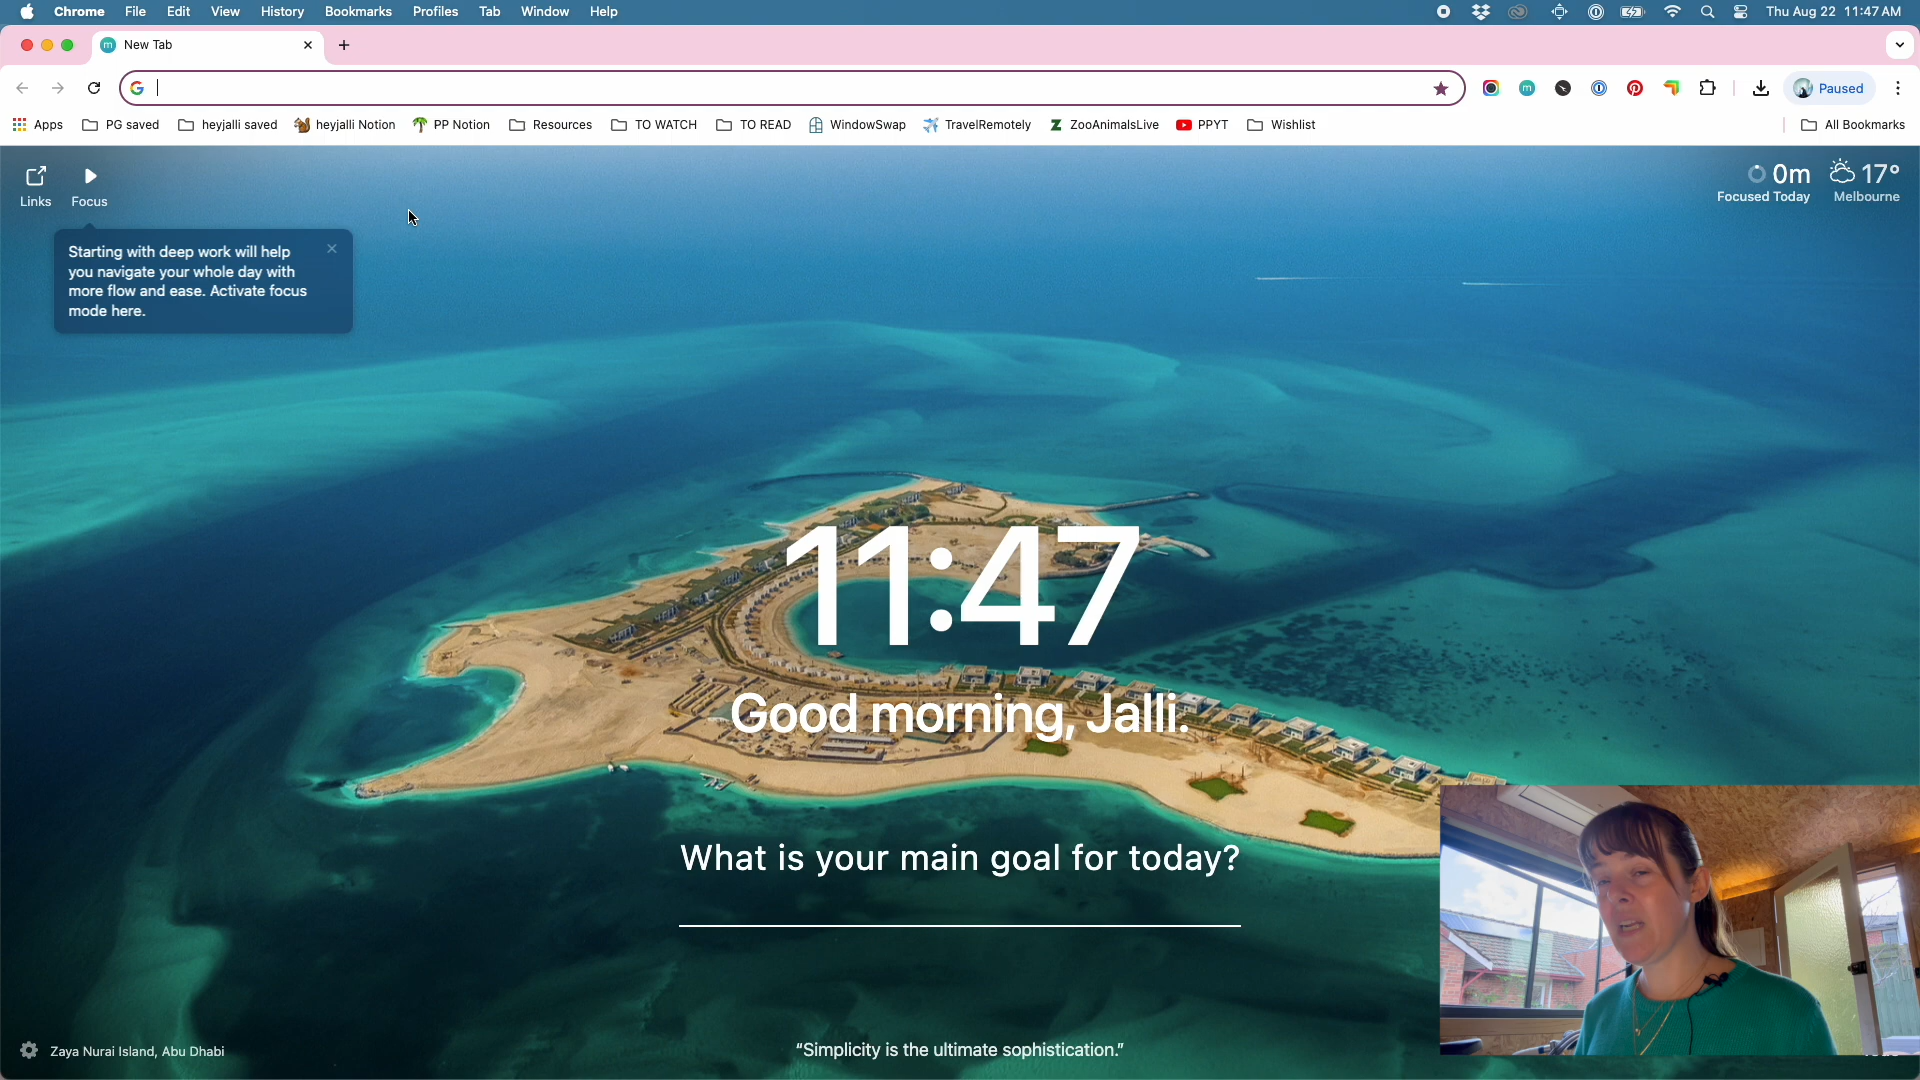 Chrome File Edit View History Bookmarks Profiles Tab Window Help Thu Aug 22 11:47 AM
m New Tab
Paused
Apps PG saved heyjalli saved heyjalli Notion PP Notion Resources TO WATCH TO READ WindowSwap TravelRemotely ZooAnimalsLive PPYT Wishlist All Bookmarks
Links Focus
0m 17°
Focused Today Melbourne
Starting with deep work will help
you navigate your whole day with
more flow and ease. Activate focus
mode here.
11:47
Good morning, Jalli.
What is your main goal for today?
Zaya Nurai Island, Abu Dhabi
“Simplicity is the ultimate sophistication.”